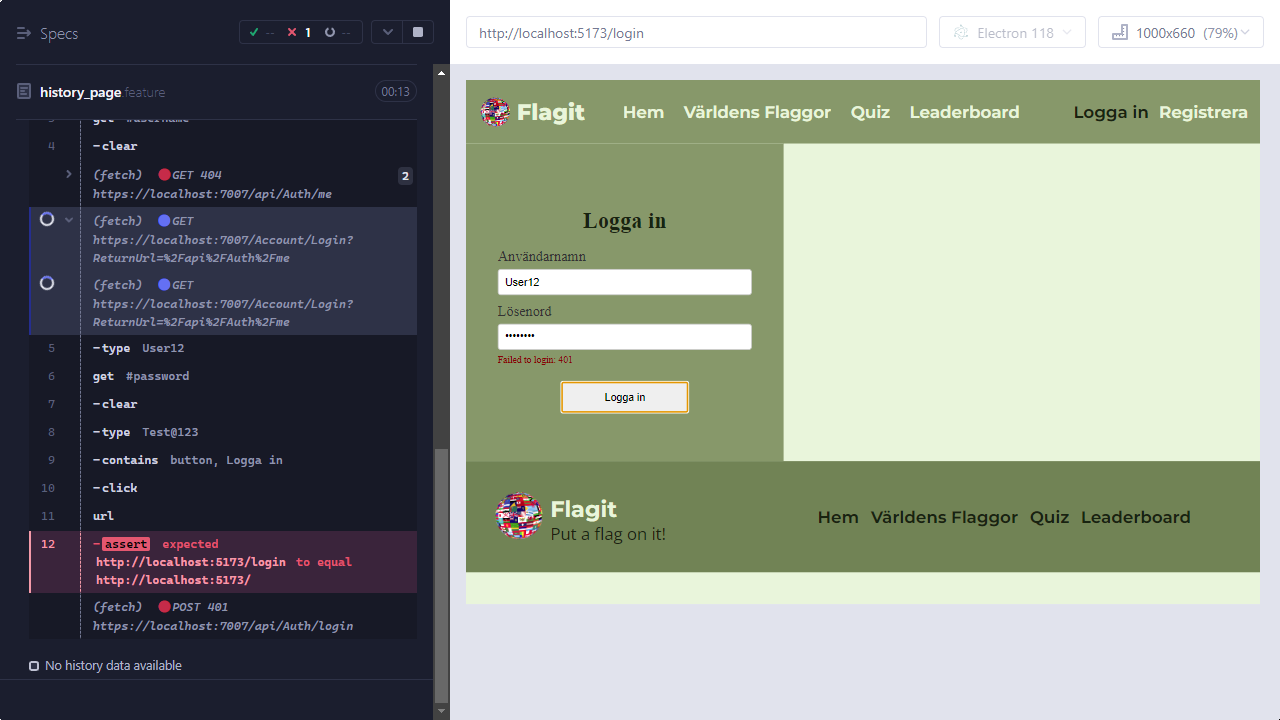 Specs
-- 1 --
history_page.feature 00:13
3 get #username
4 -clear
(fetch) GET 404 2
https://localhost:7007/api/Auth/me
(fetch) GET
https://localhost:7007/Account/Login?
ReturnUrl=%2Fapi%2FAuth%2Fme
(fetch) GET
https://localhost:7007/Account/Login?
ReturnUrl=%2Fapi%2FAuth%2Fme
5 -type User12
6 get #password
7 -clear
8 -type Test@123
9 -contains button, Logga in
10 -click
11 url
12 -assert expected
http://localhost:5173/login to equal
http://localhost:5173/
(fetch) POST 401
https://localhost:7007/api/Auth/login
No history data available
http://localhost:5173/login
Electron 118
1000x660 (79%)
Flagit Hem Världens Flaggor Quiz Leaderboard Logga in Registrera
Logga in
Användarnamn
User12
Lösenord
••••••••
Failed to login: 401
Logga in
Flagit
Put a flag on it!
Hem Världens Flaggor Quiz Leaderboard